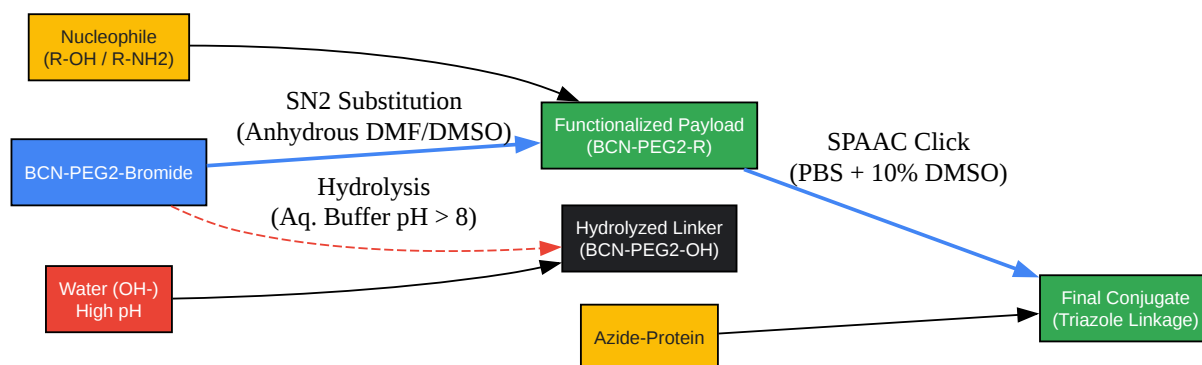 Nucleophile
(R-OH / R-NH2)
SN2 Substitution
(Anhydrous DMF/DMSO)
Functionalized Payload
(BCN-PEG2-R)
SPAAC Click
(PBS + 10% DMSO)
BCN-PEG2-Bromide
Hydrolysis
(Aq. Buffer pH > 8)
Hydrolyzed Linker
(BCN-PEG2-OH)
Water (OH-)
High pH
Azide-Protein
Final Conjugate
(Triazole Linkage)